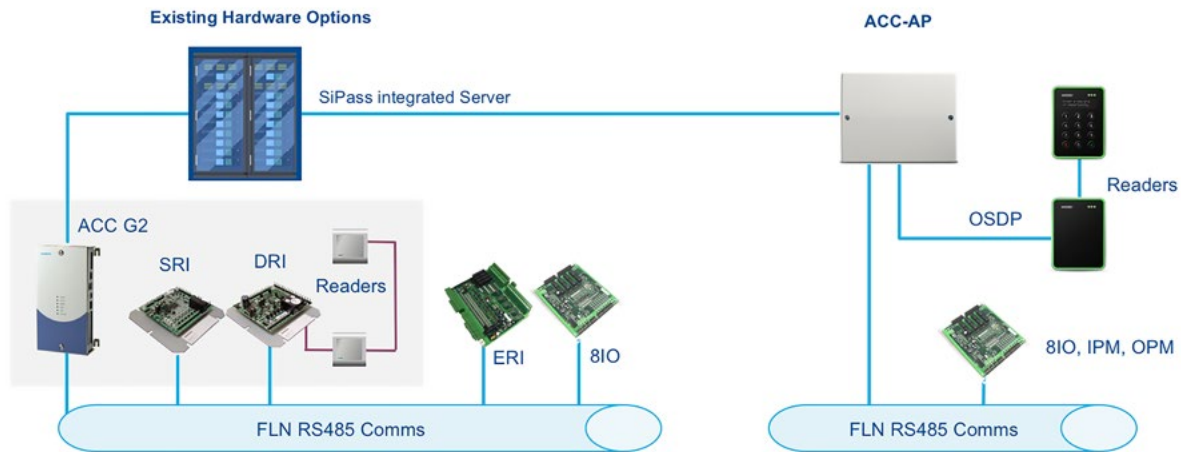 Existing Hardware Options
ACC-AP
SiPass integrated Server
Readers
OSDP
ACC G2
SRI
DRI
Readers
ERI
8IO
8IO, IPM, OPM
FLN RS485 Comms
FLN RS485 Comms